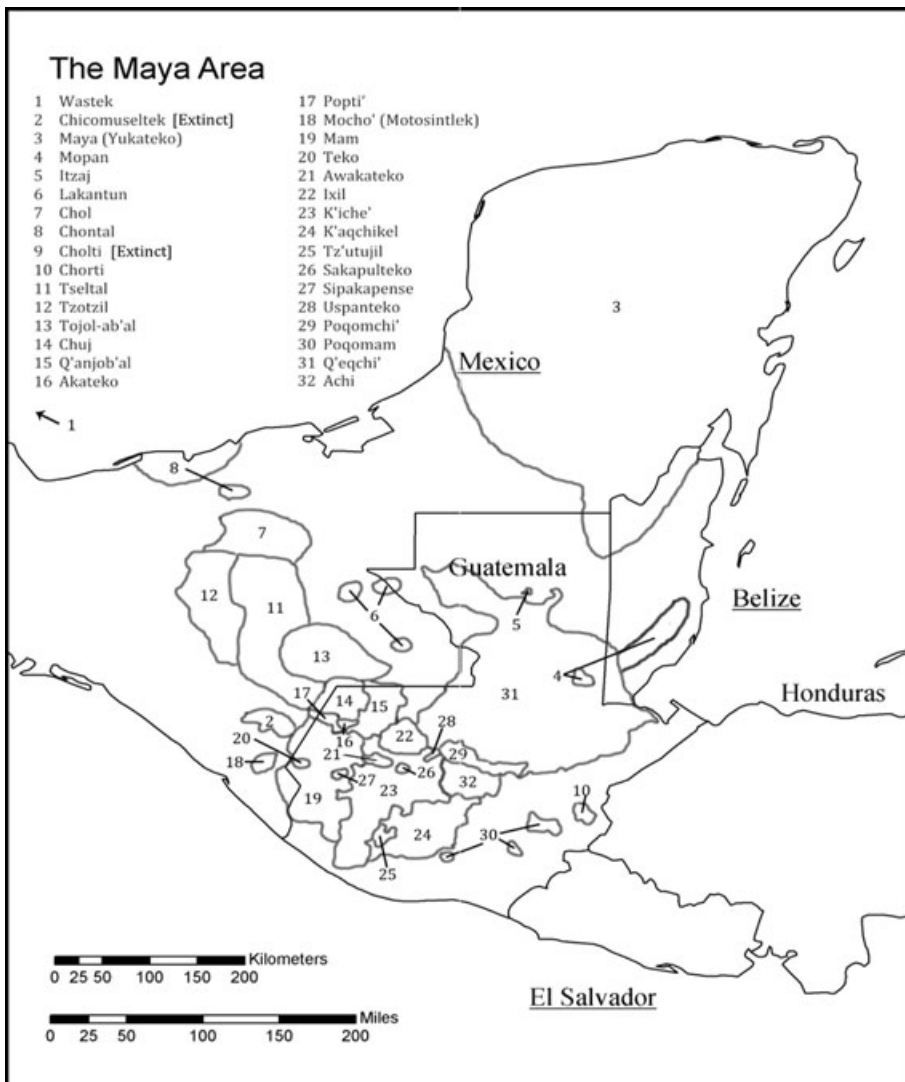 The Maya Area
1 Wastek
2 Chicomuseltek [Extinct]
3 Maya (Yukateko)
4 Mopan
5 Itzaj
6 Lakantun
7 Chol
8 Chontal
9 Cholti [Extinct]
10 Chorti
11 Tseltal
12 Tzotzil
13 Tojol-ab'al
14 Chuj
15 Q'anjob'al
16 Akateko
17 Popti'
18 Mocho' (Motosintlek)
19 Mam
20 Teko
21 Awakateko
22 Ixil
23 K'iche'
24 K'aqchikel
25 Tz'utujil
26 Sakapulteko
27 Sipakapense
28 Uspanteko
29 Poqomchi'
30 Poqomam
31 Q'eqchi'
32 Achi
3
Mexico
1
8
7
Guatemala
12
11
6
5
Belize
13
4
31
Honduras
17
14
15
2
28
20
16
22
29
18
21
26
32
27
23
19
10
24
30
25
Kilometers
0 25 50 100 150 200
Miles
0 25 50 100 150 200
El Salvador